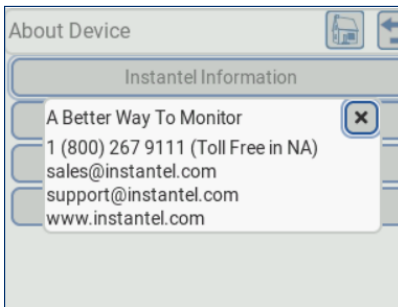 About Device
Instantel Information
A Better Way To Monitor
1 (800) 267 9111 (Toll Free in NA)
sales@instantel.com
support@instantel.com
www.instantel.com